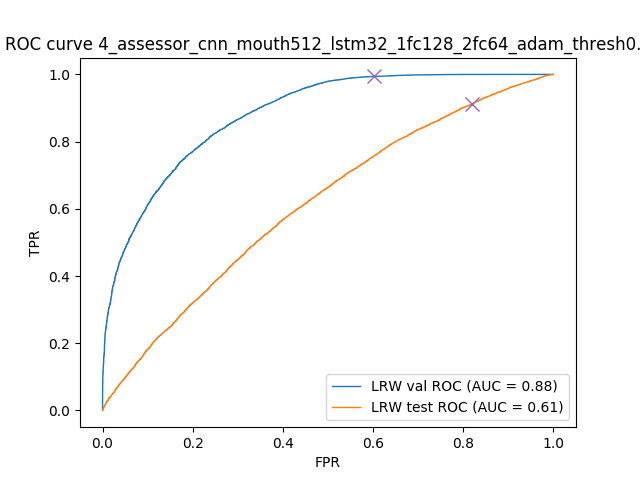 ROC curve 4_assessor_cnn_mouth512_lstm32_1fc128_2fc64_adam_thresh0.
1.0
0.8
0.6
0.4
0.2
0.0
TPR
0.0 0.2 0.4 0.6 0.8 1.0
FPR
LRW val ROC (AUC = 0.88)
LRW test ROC (AUC = 0.61)